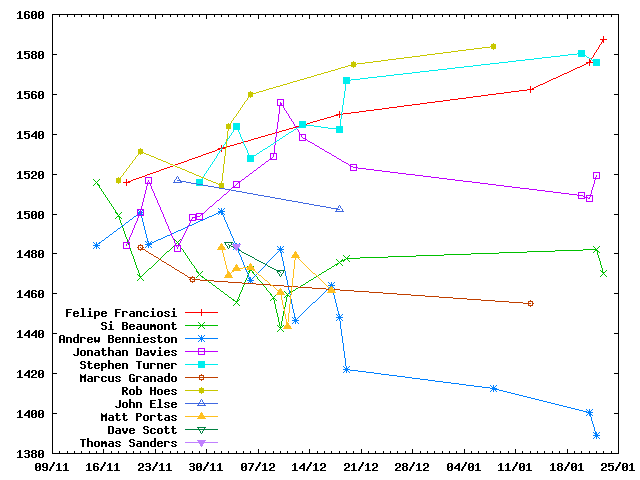 1600
1580
1560
1540
1520
1500
1480
1460
1440
1420
1400
1380
Felipe Franciosi
Si Beaumont
Andrew Bennieston
Jonathan Davies
Stephen Turner
Marcus Granado
Rob Hoes
John Else
Matt Portas
Dave Scott
Thomas Sanders
09/11 16/11 23/11 30/11 07/12 14/12 21/12 28/12 04/01 11/01 18/01 25/01